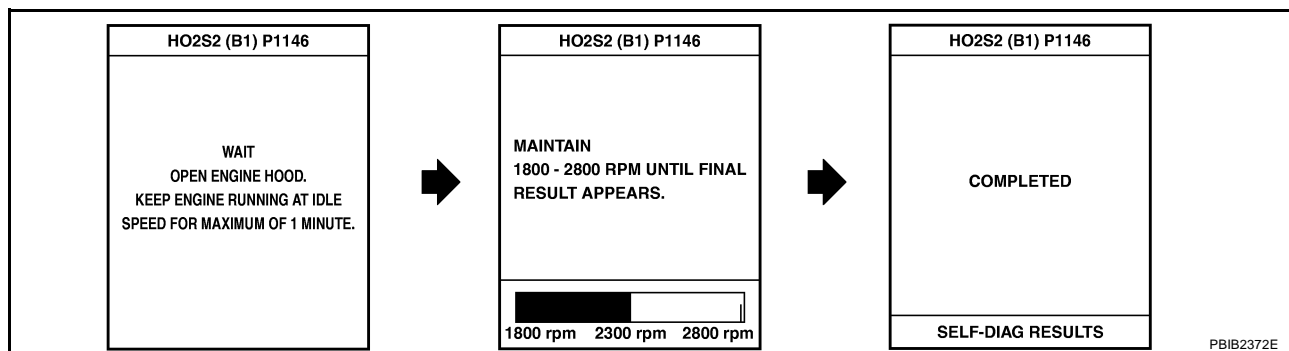 HO2S2 (B1) P1146
WAIT
OPEN ENGINE HOOD.
KEEP ENGINE RUNNING AT IDLE
SPEED FOR MAXIMUM OF 1 MINUTE.
HO2S2 (B1) P1146
MAINTAIN
1800 - 2800 RPM UNTIL FINAL
RESULT APPEARS.
1800 rpm 2300 rpm 2800 rpm
HO2S2 (B1) P1146
COMPLETED
SELF-DIAG RESULTS
PBIB2372E